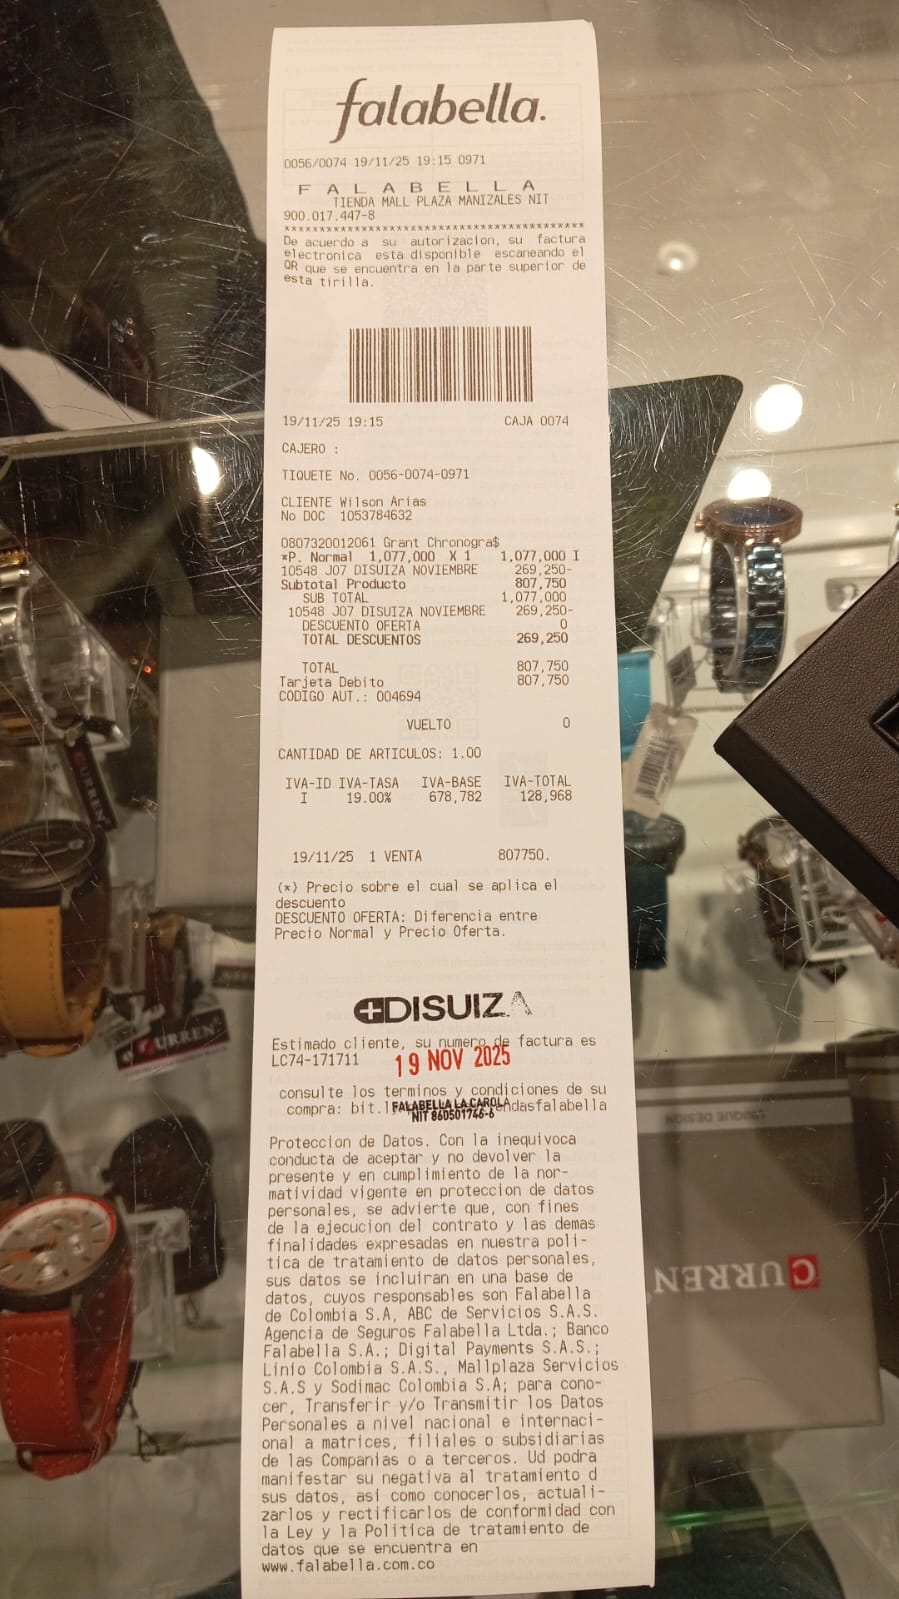 falabella.
0056/0074 19/11/25 19:15 0971
F A L A B E L L A
TIENDA MALL PLAZA MANIZALES NIT
900.017.447-8
******************************************
De acuerdo a su autorizacion, su factura
electronica esta disponible escaneando el
QR que se encuentra en la parte superior de
esta tirilla.
19/11/25 19:15 CAJA 0074
CAJERO :
TIQUETE No. 0056-0074-0971
CLIENTE Wilson Arias
No DOC 1053784632
0807320012061 Grant Chronogra$
*P. Normal 1,077,000 X 1 1,077,000 I
10548 J07 DISUIZA NOVIEMBRE 269,250-
Subtotal Producto 807,750
SUB TOTAL 1,077,000
10548 J07 DISUIZA NOVIEMBRE 269,250-
DESCUENTO OFERTA 0
TOTAL DESCUENTOS 269,250
TOTAL 807,750
Tarjeta Debito 807,750
CODIGO AUT.: 004694
VUELTO 0
CANTIDAD DE ARTICULOS: 1.00
IVA-ID IVA-TASA IVA-BASE IVA-TOTAL
I 19.00% 678,782 128,968
19/11/25 1 VENTA 807750.
(*) Precio sobre el cual se aplica el
descuento
DESCUENTO OFERTA: Diferencia entre
Precio Normal y Precio Oferta.
DISUIZA
Estimado cliente, su numero de factura es
LC74-171711
19 NOV 2025
consulte los terminos y condiciones de su
compra: bit.l endasfalabella
FALABELLA LA CAROLA
NIT 860501746-6
Proteccion de Datos. Con la inequivoca
conducta de aceptar y no devolver la
presente y en cumplimiento de la nor-
matividad vigente en proteccion de datos
personales, se advierte que, con fines
de la ejecucion del contrato y las demas
finalidades expresadas en nuestra poli-
tica de tratamiento de datos personales,
sus datos se incluiran en una base de
datos, cuyos responsables son Falabella
de Colombia S.A, ABC de Servicios S.A.S.
Agencia de Seguros Falabella Ltda.; Banco
Falabella S.A.; Digital Payments S.A.S.;
Linio Colombia S.A.S., Mallplaza Servicios
S.A.S y Sodimac Colombia S.A; para cono-
cer, Transferir y/o Transmitir los Datos
Personales a nivel nacional e internaci-
onal a matrices, filiales o subsidiarias
de las Companias o a terceros. Ud podra
manifestar su negativa al tratamiento d
sus datos, asi como conocerlos, actuali-
zarlos y rectificarlos de conformidad con
la Ley y la Politica de tratamiento de
datos que se encuentra en
www.falabella.com.co
CURREN
CURREN
UNIQUE DESIGN
CURREN